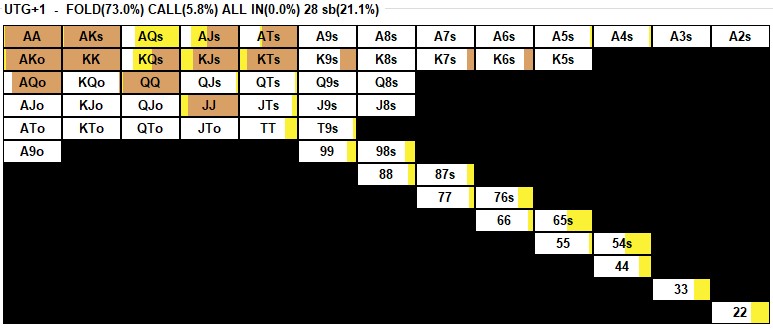 UTG+1 - FOLD(73.0%) CALL(5.8%) ALL IN(0.0%) 28 sb(21.1%)
AA AKs AQs AJs ATs A9s A8s A7s A6s A5s A4s A3s A2s
AKo KK KQs KJs KTs K9s K8s K7s K6s K5s
AQo KQo QQ QJs QTs Q9s Q8s
AJo KJo QJo JJ JTs J9s J8s
ATo KTo QTo JTo TT T9s
A9o 99 98s
88 87s
77 76s
66 65s
55 54s
44
33
22